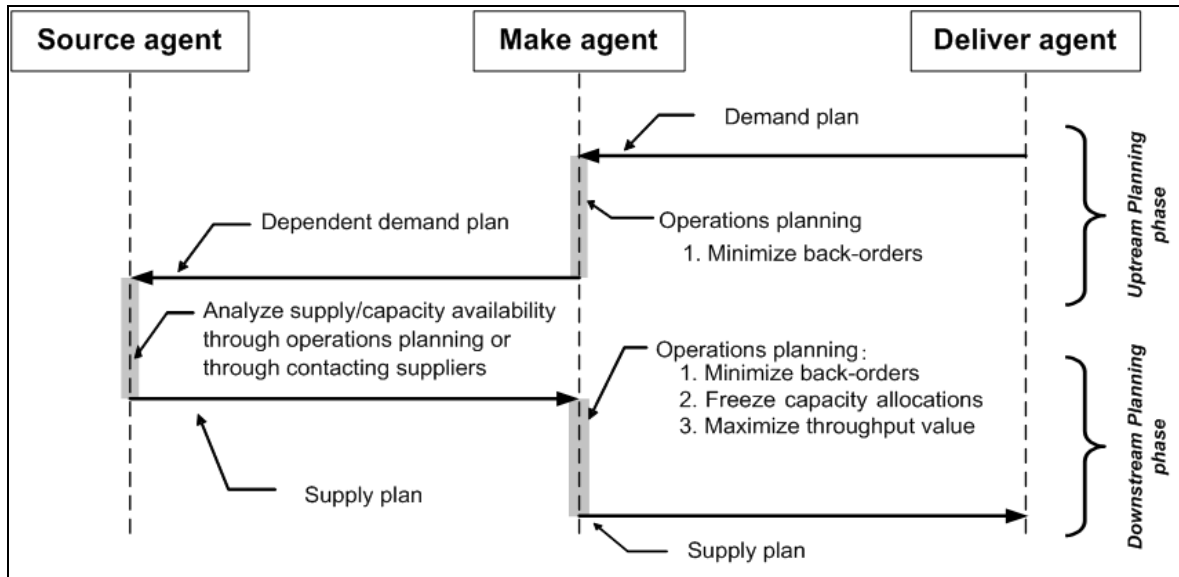 Source agent
Make agent
Deliver agent
Demand plan
Operations planning
1. Minimize back-orders
Dependent demand plan
Analyze supply/capacity availability
through operations planning or
through contacting suppliers
Operations planning:
1. Minimize back-orders
2. Freeze capacity allocations
3. Maximize throughput value
Supply plan
Supply plan
Uptream Planning
phase
Downstream Planning
phase